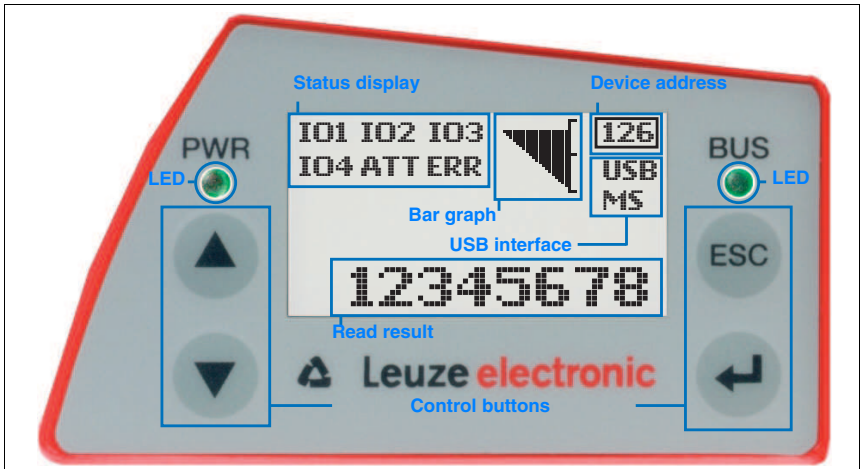 Status display
Device address
IO1 IO2 IO3
126
PWR
BUS
IO4 ATT ERR
USB
LED
LED
MS
Bar graph
USB interface
ESC
12345678
Read result
Leuze electronic
Control buttons